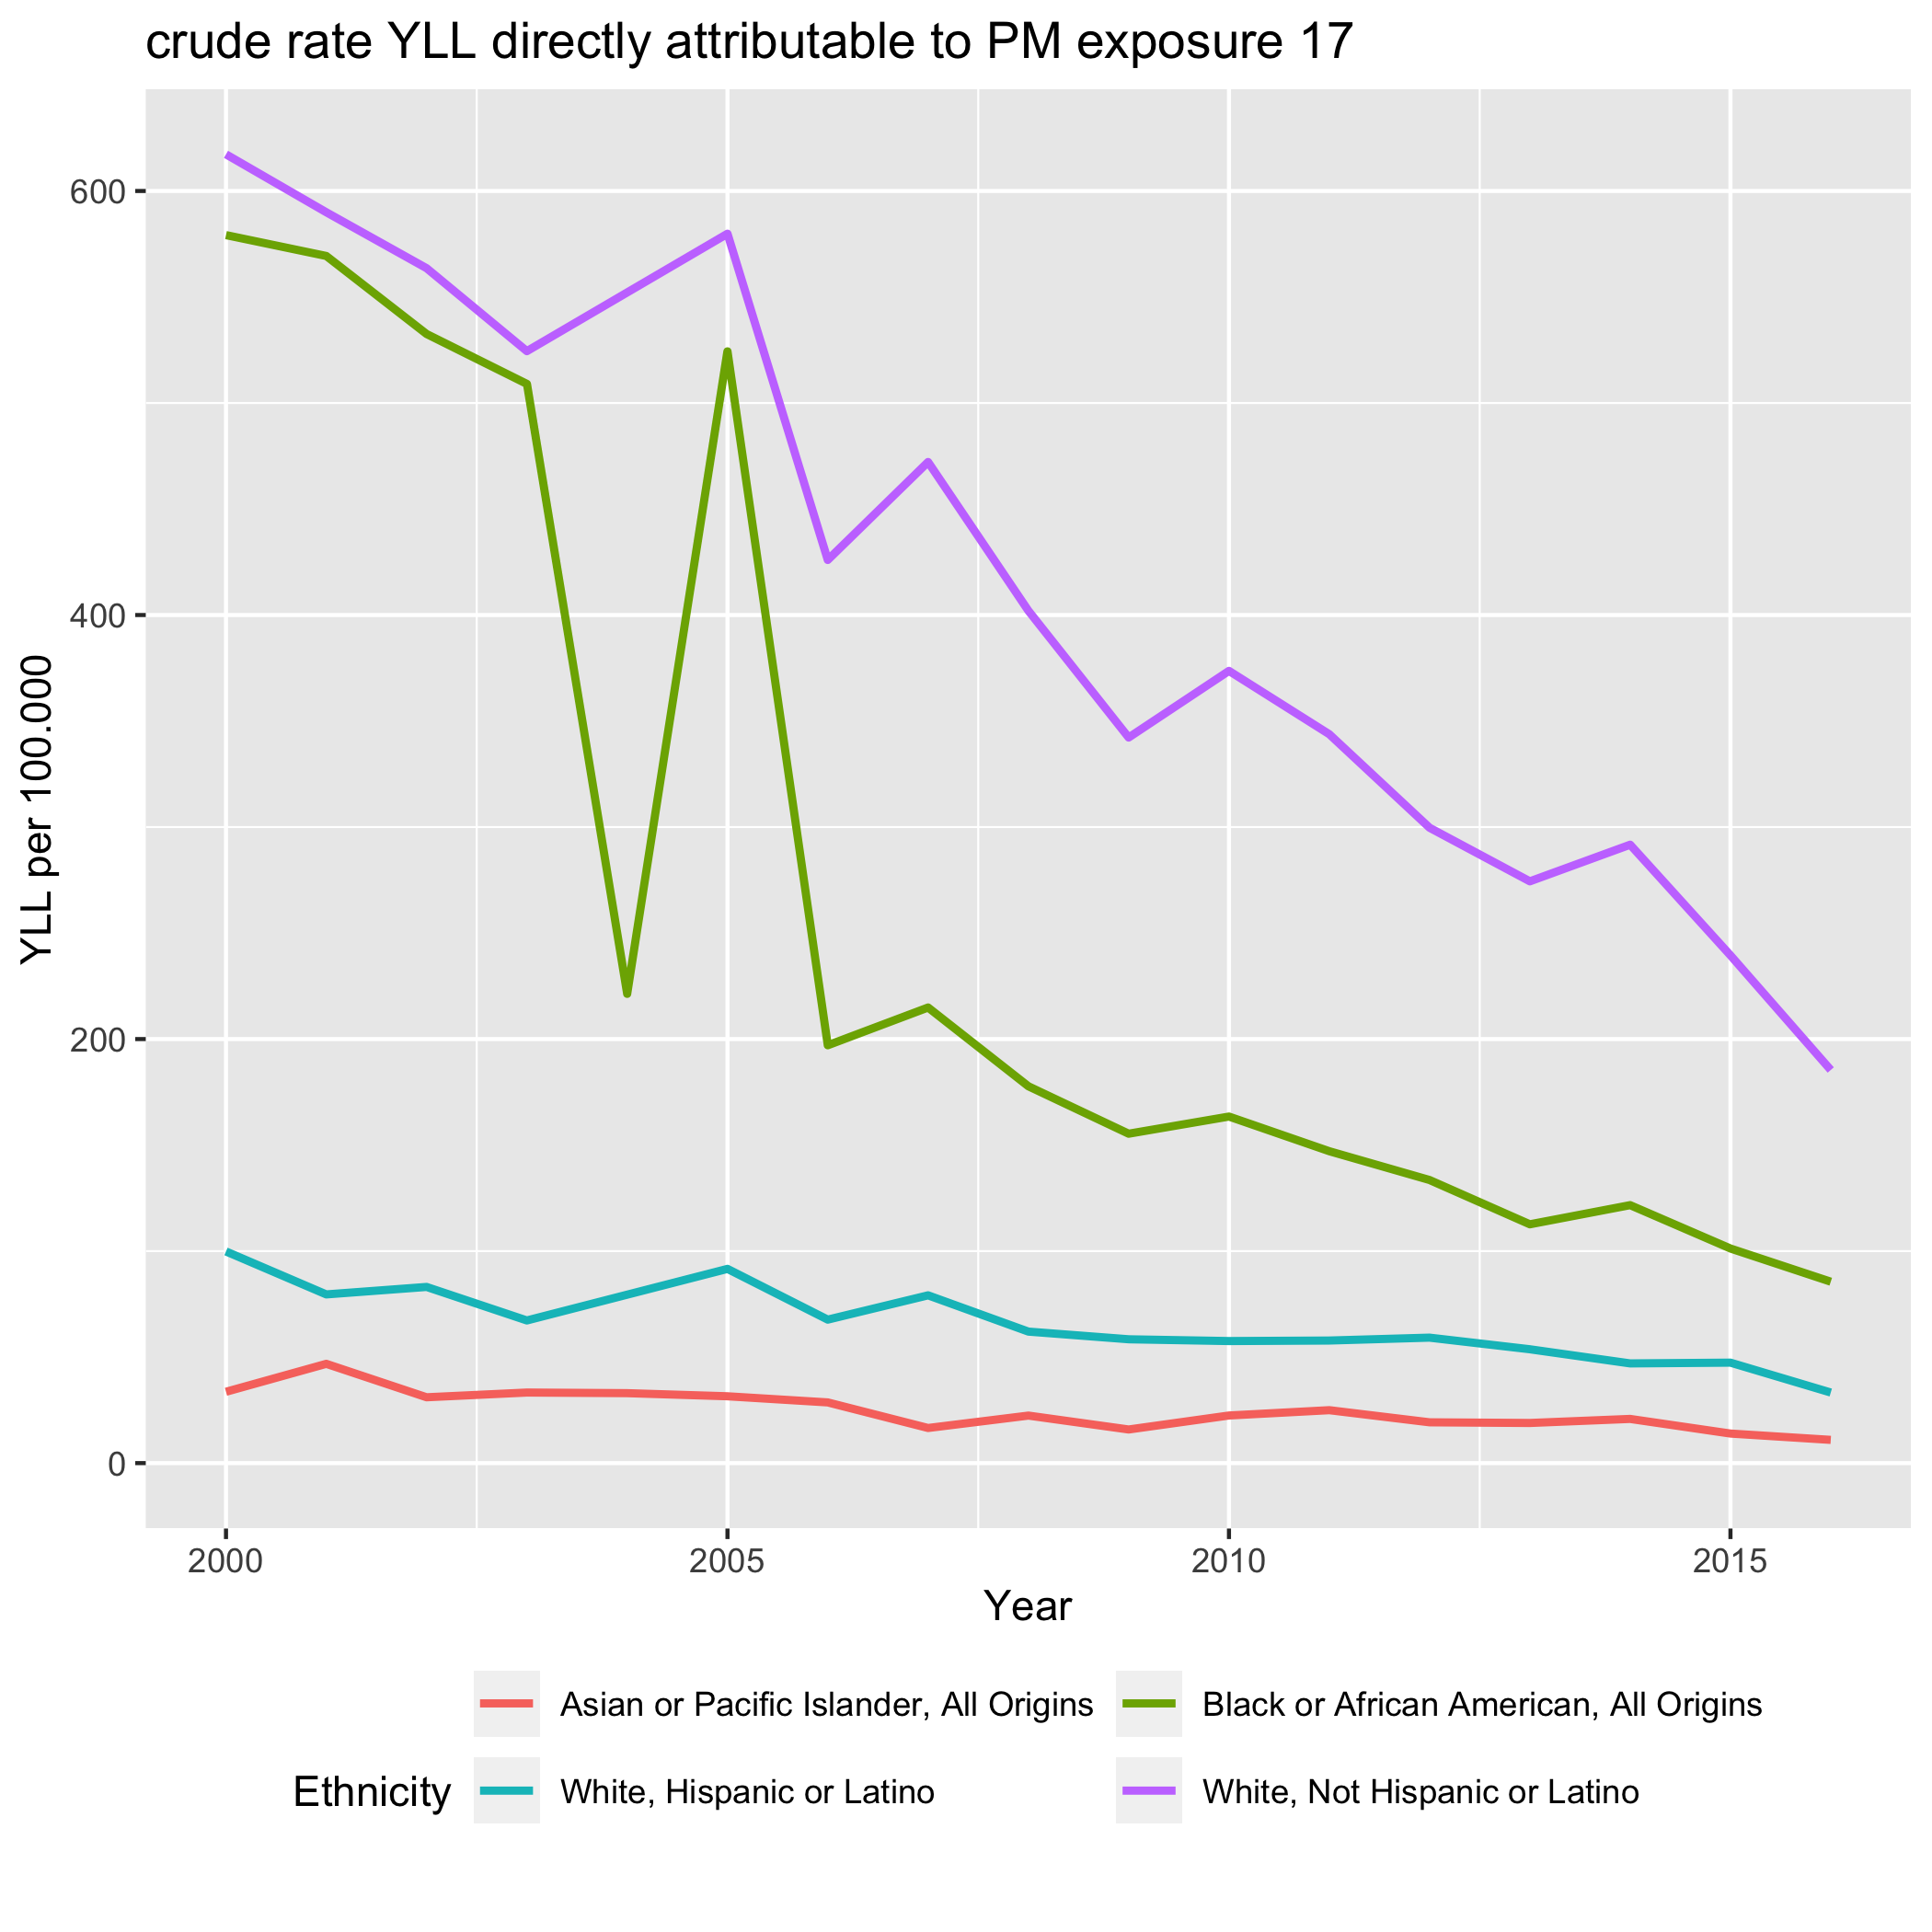 crude rate YLL directly attributable to PM exposure 17
YLL per 100.000
600
400
200
0
2000 2005 2010 2015
Year
Ethnicity
Asian or Pacific Islander, All Origins
Black or African American, All Origins
White, Hispanic or Latino
White, Not Hispanic or Latino